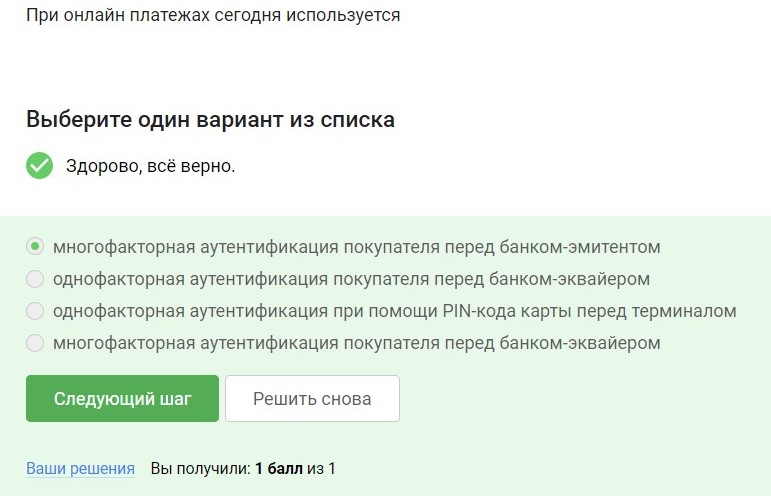 При онлайн платежах сегодня используется
Выберите один вариант из списка
Здорово, всё верно.
многофакторная аутентификация покупателя перед банком-эмитентом
однофакторная аутентификация покупателя перед банком-эквайером
однофакторная аутентификация при помощи PIN-кода карты перед терминалом
многофакторная аутентификация покупателя перед банком-эквайером
Следующий шаг Решить снова
Ваши решения Вы получили: 1 балл из 1